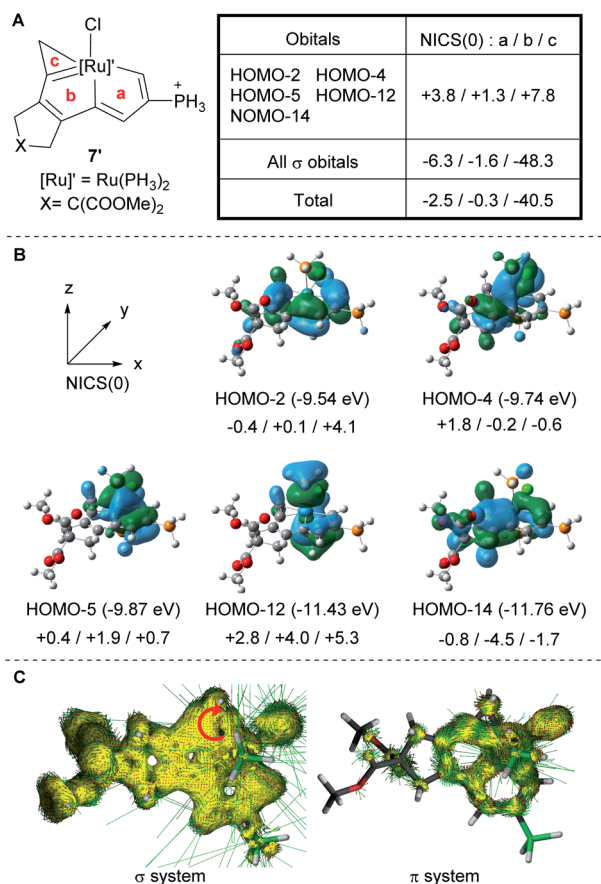 A
Cl
c
[Ru]'
b
a
+
PH3
X
7'
[Ru]' = Ru(PH3)2
X= C(COOMe)2
Obitals
NICS(0) : a / b / c
HOMO-2 HOMO-4
HOMO-5 HOMO-12
NOMO-14
+3.8 / +1.3 / +7.8
All σ obitals
-6.3 / -1.6 / -48.3
Total
-2.5 / -0.3 / -40.5
B
z
y
x
NICS(0)
HOMO-2 (-9.54 eV)
-0.4 / +0.1 / +4.1
HOMO-4 (-9.74 eV)
+1.8 / -0.2 / -0.6
HOMO-5 (-9.87 eV)
+0.4 / +1.9 / +0.7
HOMO-12 (-11.43 eV)
+2.8 / +4.0 / +5.3
HOMO-14 (-11.76 eV)
-0.8 / -4.5 / -1.7
C
σ system
π system